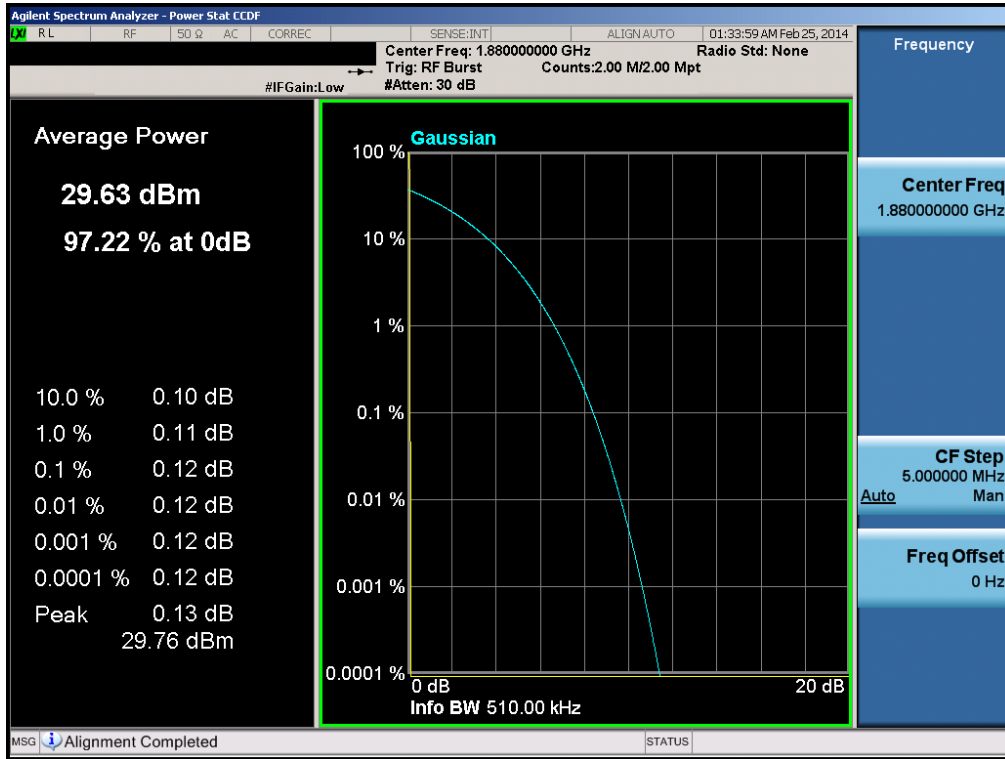 Agilent Spectrum Analyzer - Power Stat CCDF
LXI RL RF 50 Ω AC CORREC SENSE:INT ALIGN AUTO 01:33:59 AM Feb 25, 2014
Center Freq: 1.880000000 GHz Radio Std: None
Trig: RF Burst Counts:2.00 M/2.00 Mpt
#IFGain:Low #Atten: 30 dB
Average Power
29.63 dBm
97.22 % at 0dB
10.0 % 0.10 dB
1.0 % 0.11 dB
0.1 % 0.12 dB
0.01 % 0.12 dB
0.001 % 0.12 dB
0.0001 % 0.12 dB
Peak 0.13 dB
29.76 dBm
Gaussian
100 %
10 %
1 %
0.1 %
0.01 %
0.001 %
0.0001 %
0 dB 20 dB
Info BW 510.00 kHz
Frequency
Center Freq
1.880000000 GHz
CF Step
5.000000 MHz
Auto Man
Freq Offset
0 Hz
MSG Alignment Completed STATUS